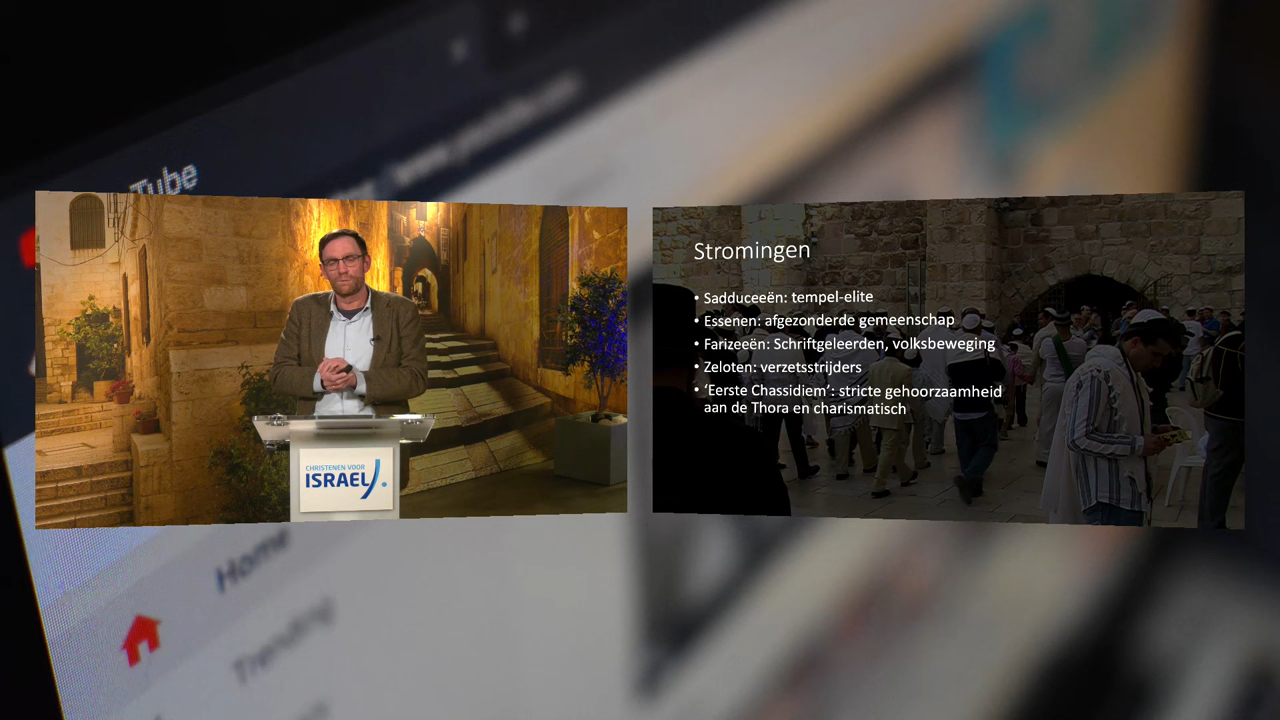 Tube
CHRISTENEN VOOR
ISRAEL
Stromingen
• Sadduceeën: tempel-elite
• Essenen: afgezonderde gemeenschap
• Farizeeën: Schriftgeleerden, volksbeweging
• Zeloten: verzetsstrijders
• ‘Eerste Chassidiem’: stricte gehoorzaamheid
aan de Thora en charismatisch
Home
Trending